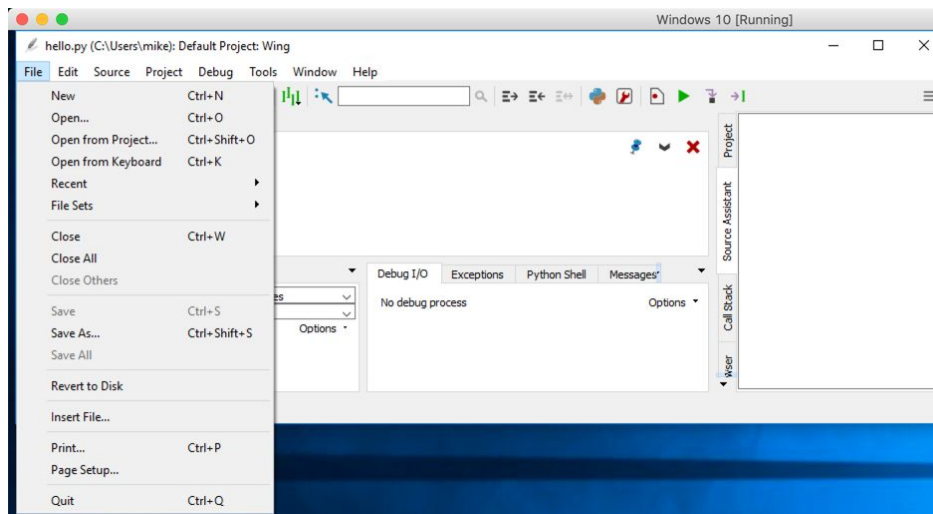 Windows 10 [Running]
hello.py (C:\Users\mike): Default Project: Wing
File Edit Source Project Debug Tools Window Help
New Ctrl+N
Open... Ctrl+O
Open from Project... Ctrl+Shift+O
Open from Keyboard Ctrl+K
Recent
File Sets
Close Ctrl+W
Close All
Close Others
Save Ctrl+S
Save As... Ctrl+Shift+S
Save All
Revert to Disk
Insert File...
Print... Ctrl+P
Page Setup...
Quit Ctrl+Q
es
Options
Debug I/O Exceptions Python Shell Messages
No debug process Options
Project
Source Assistant
Call Stack
wser